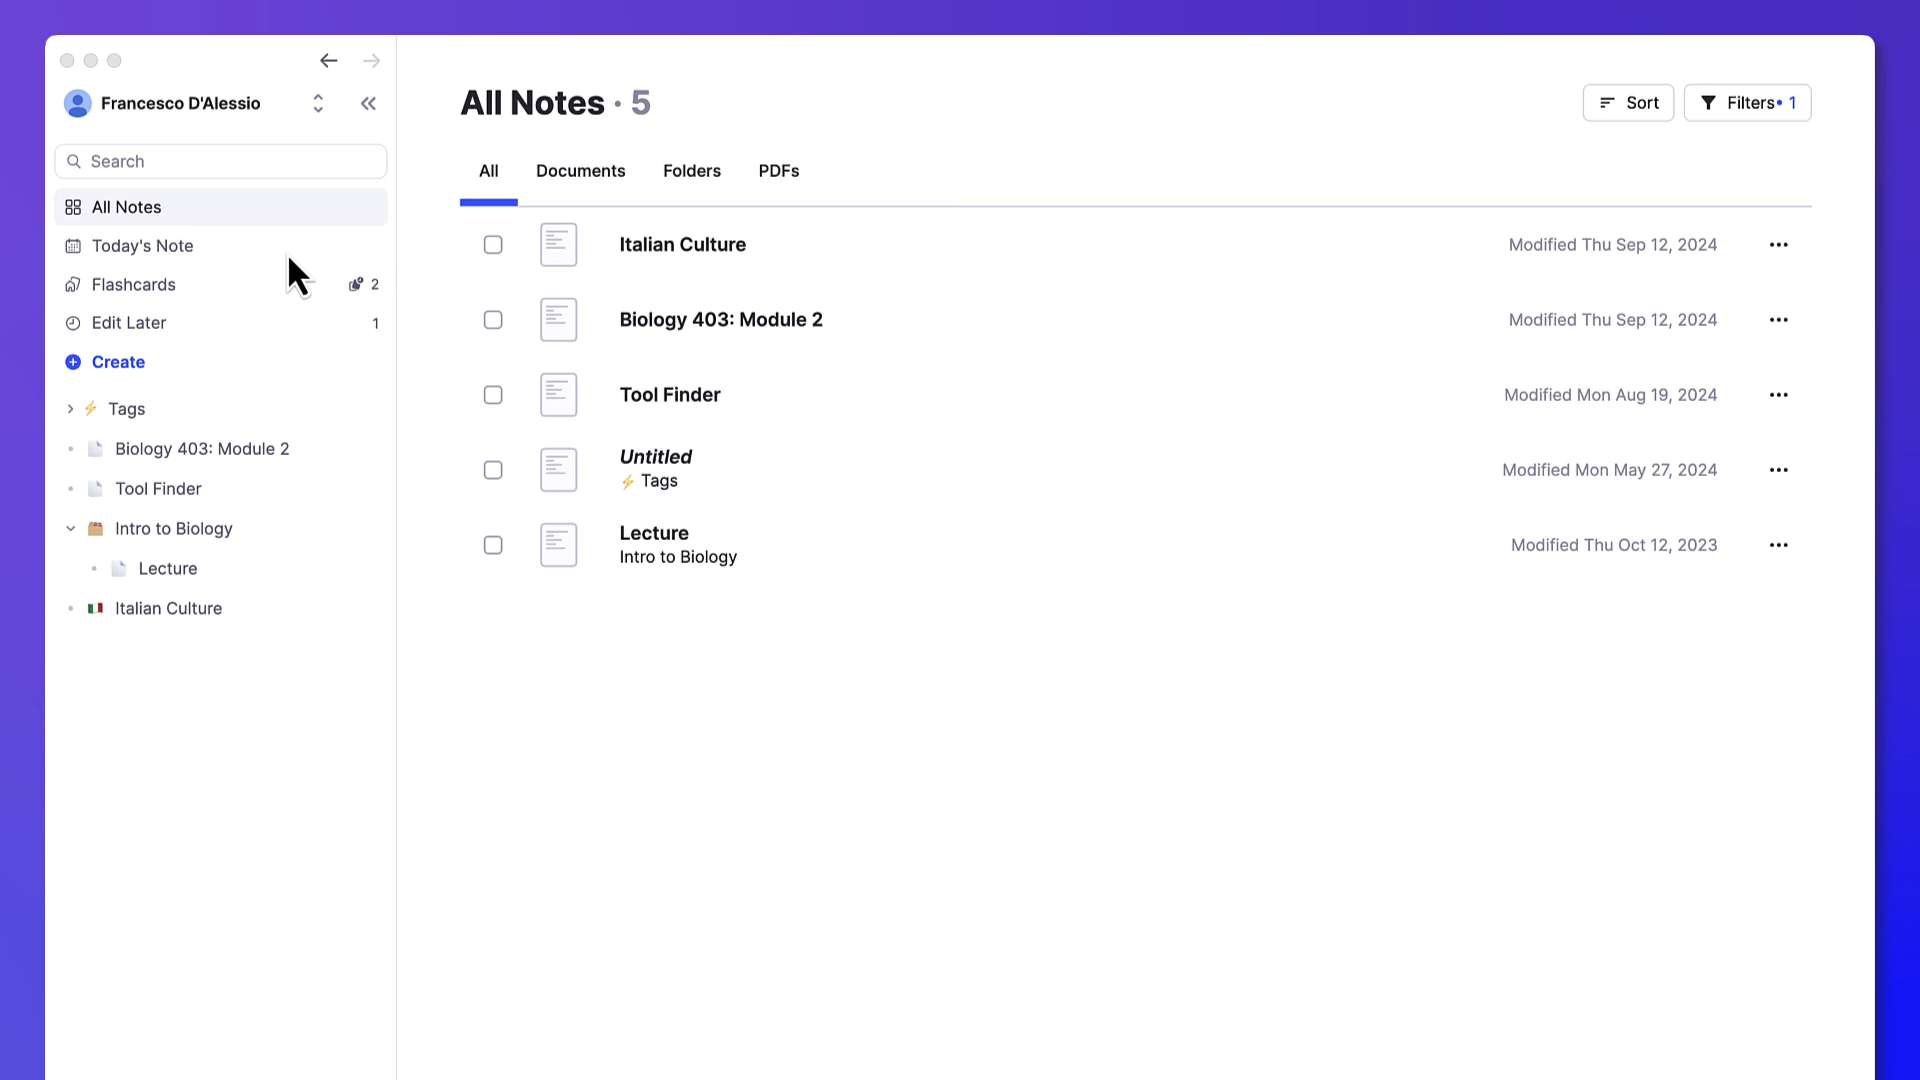 Francesco D'Alessio
Search
All Notes
Today's Note
Flashcards 2
Edit Later 1
Create
Tags
Biology 403: Module 2
Tool Finder
Intro to Biology
Lecture
Italian Culture
All Notes · 5
Sort
Filters • 1
All Documents Folders PDFs
Italian Culture Modified Thu Sep 12, 2024
Biology 403: Module 2 Modified Thu Sep 12, 2024
Tool Finder Modified Mon Aug 19, 2024
Untitled Modified Mon May 27, 2024
Tags
Lecture Modified Thu Oct 12, 2023
Intro to Biology